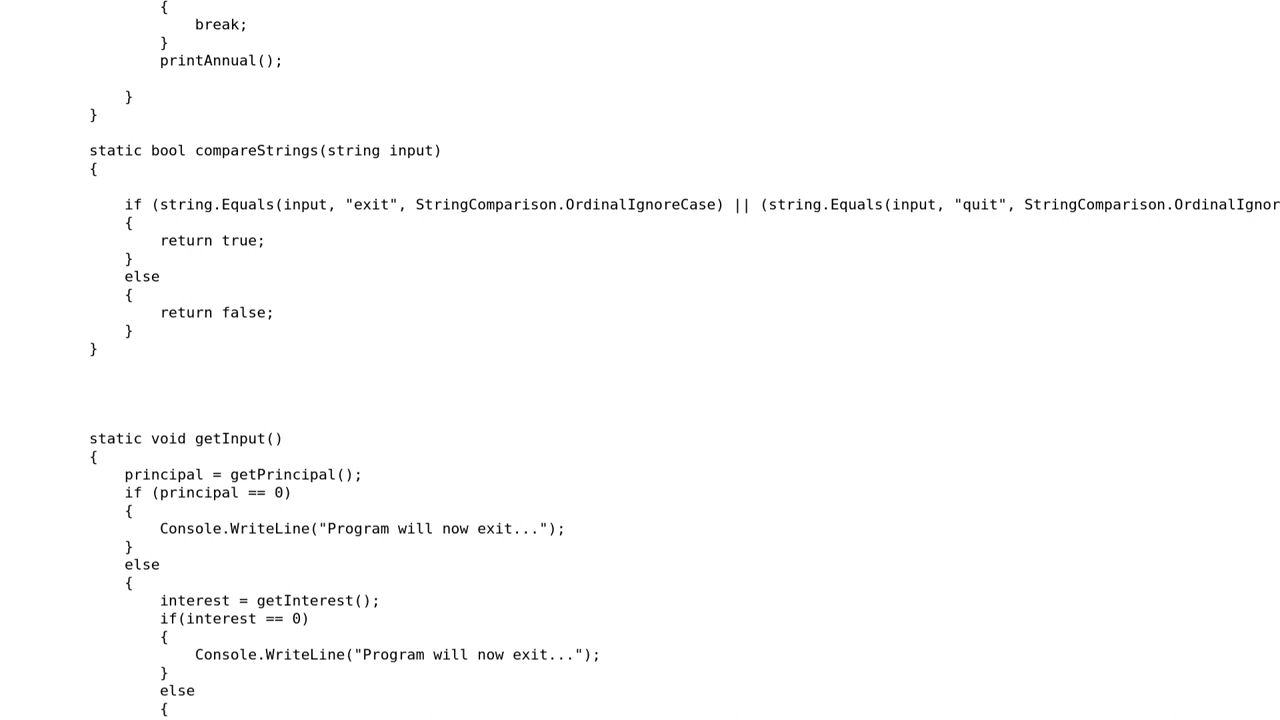 {
break;
}
printAnnual();
}
}
static bool compareStrings(string input)
{
if (string.Equals(input, "exit", StringComparison.OrdinalIgnoreCase) || (string.Equals(input, "quit", StringComparison.OrdinalIgnor
{
return true;
}
else
{
return false;
}
}
static void getInput()
{
principal = getPrincipal();
if (principal == 0)
{
Console.WriteLine("Program will now exit...");
}
else
{
interest = getInterest();
if(interest == 0)
{
Console.WriteLine("Program will now exit...");
}
else
{